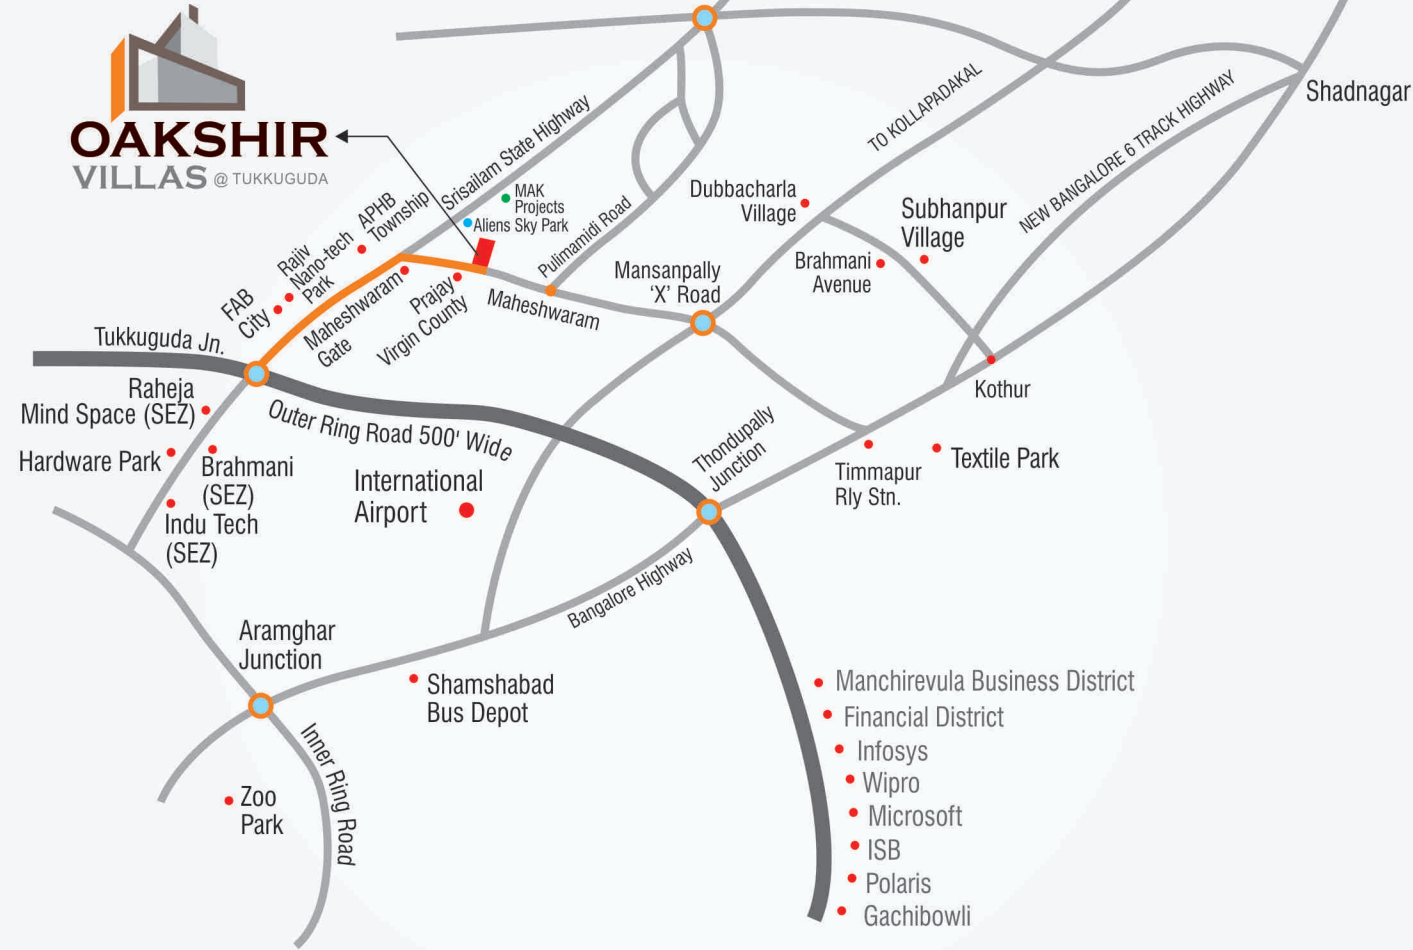 OAKSHIR
VILLAS @ TUKKUGUDA
Srisailam State Highway
MAK
Projects
Aliens Sky Park
APHB
Township
Rajiv
Nano-tech
Park
FAB
City
Maheshwaram
Gate
Prajay
Virgin County
Maheshwaram
Pulimamidi Road
Dubbacharla
Village
TO KOLLAPADAKAL
NEW BANGALORE 6 TRACK HIGHWAY
Shadnagar
Subhanpur
Village
Brahmani
Avenue
Mansanpally
‘X’ Road
Kothur
Tukkuguda Jn.
Raheja
Mind Space (SEZ)
Hardware Park
Brahmani
(SEZ)
Indu Tech
(SEZ)
Outer Ring Road 500' Wide
International
Airport
Thondupally
Junction
Timmapur
Rly Stn.
Textile Park
Bangalore Highway
Aramghar
Junction
Shamshabad
Bus Depot
Inner Ring Road
Zoo
Park
Manchirevula Business District
Financial District
Infosys
Wipro
Microsoft
ISB
Polaris
Gachibowli